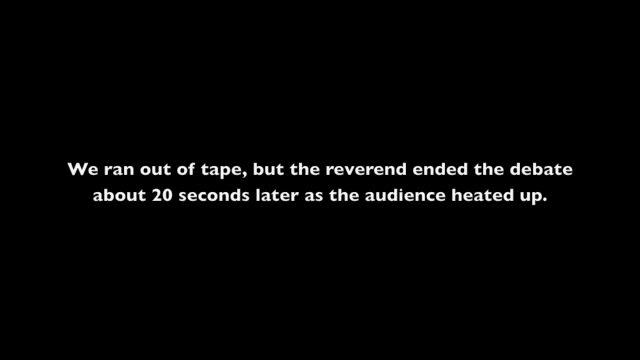 We ran out of tape, but the reverend ended the debate
about 20 seconds later as the audience heated up.